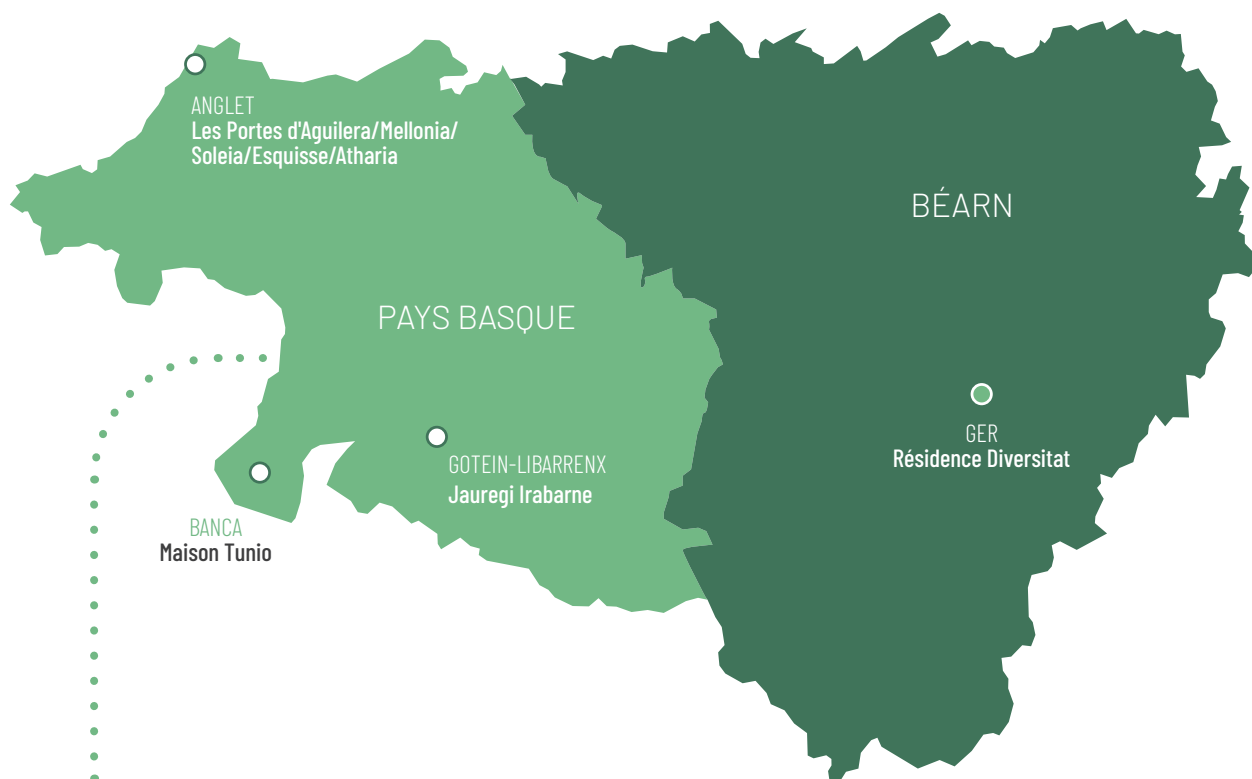 ANGLET
Les Portes d'Aguilera/Mellonia/
Soleia/Esquisse/Atharia
BÉARN
PAYS BASQUE
GER
Résidence Diversitat
GOTEIN-LIBARRENX
Jauregi Irabarne
BANCA
Maison Tunio